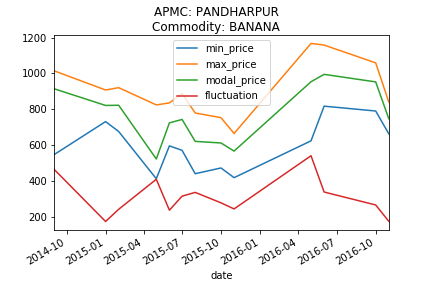 APMC: PANDHARPUR
Commodity: BANANA
min_price
max_price
modal_price
fluctuation
1200
1000
800
600
400
200
2014-10
2015-01
2015-04
2015-07
2015-10
2016-01
2016-04
2016-07
2016-10
date